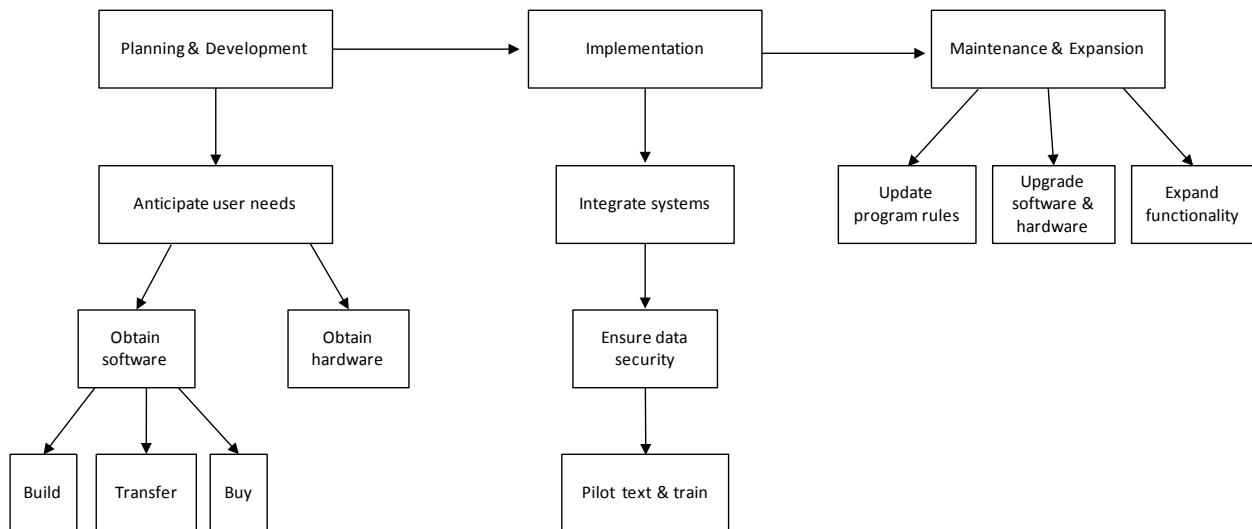 Planning & Development
Implementation
Maintenance & Expansion
Anticipate user needs
Integrate systems
Update
program rules
Upgrade
software &
hardware
Expand
functionality
Obtain
software
Obtain
hardware
Ensure data
security
Build
Transfer
Buy
Pilot text & train